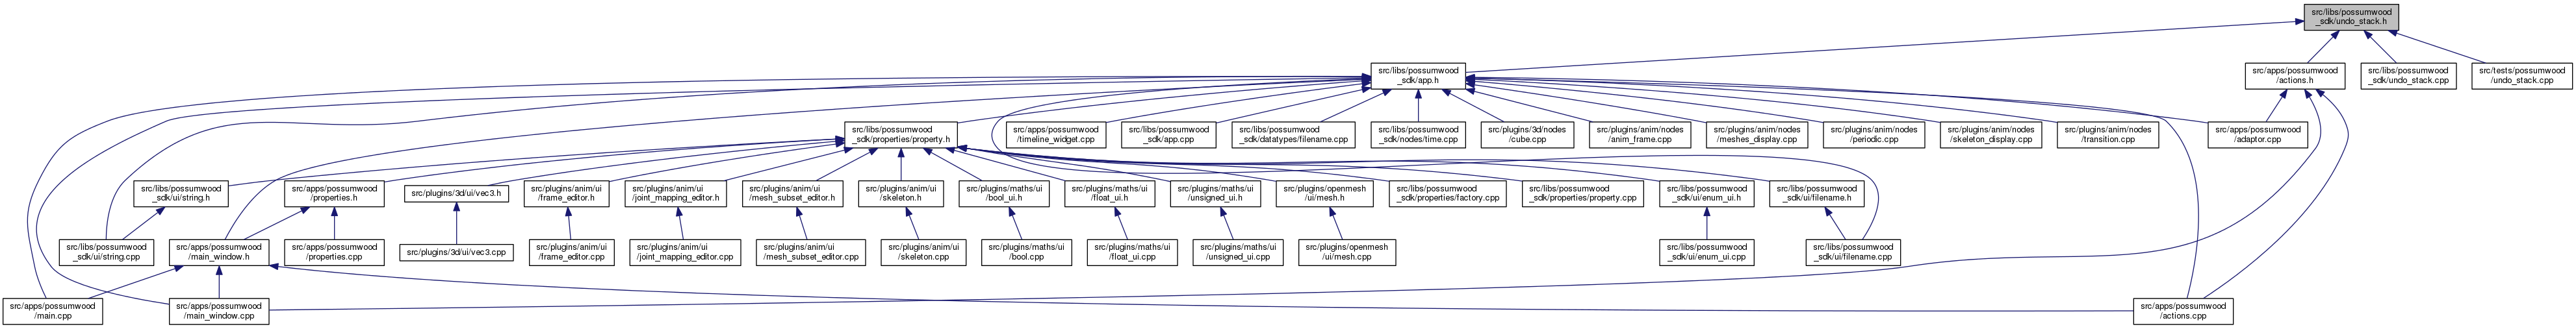 src/libs/possumwood
_sdk/undo_stack.h
src/libs/possumwood
_sdk/app.h
src/apps/possumwood
/actions.h
src/libs/possumwood
_sdk/undo_stack.cpp
src/tests/possumwood
/undo_stack.cpp
src/libs/possumwood
_sdk/properties/property.h
src/apps/possumwood
/timeline_widget.cpp
src/libs/possumwood
_sdk/app.cpp
src/libs/possumwood
_sdk/datatypes/filename.cpp
src/libs/possumwood
_sdk/nodes/time.cpp
src/plugins/3d/nodes
/cube.cpp
src/plugins/anim/nodes
/anim_frame.cpp
src/plugins/anim/nodes
/meshes_display.cpp
src/plugins/anim/nodes
/periodic.cpp
src/plugins/anim/nodes
/skeleton_display.cpp
src/plugins/anim/nodes
/transition.cpp
src/apps/possumwood
/adaptor.cpp
src/libs/possumwood
_sdk/ui/string.h
src/apps/possumwood
/properties.h
src/plugins/3d/ui/vec3.h
src/plugins/anim/ui
/frame_editor.h
src/plugins/anim/ui
/joint_mapping_editor.h
src/plugins/anim/ui
/mesh_subset_editor.h
src/plugins/anim/ui
/skeleton.h
src/plugins/maths/ui
/bool_ui.h
src/plugins/maths/ui
/float_ui.h
src/plugins/maths/ui
/unsigned_ui.h
src/plugins/openmesh
/ui/mesh.h
src/libs/possumwood
_sdk/properties/factory.cpp
src/libs/possumwood
_sdk/properties/property.cpp
src/libs/possumwood
_sdk/ui/enum_ui.h
src/libs/possumwood
_sdk/ui/filename.h
src/libs/possumwood
_sdk/ui/string.cpp
src/apps/possumwood
/main_window.h
src/apps/possumwood
/properties.cpp
src/plugins/3d/ui/vec3.cpp
src/plugins/anim/ui
/frame_editor.cpp
src/plugins/anim/ui
/joint_mapping_editor.cpp
src/plugins/anim/ui
/mesh_subset_editor.cpp
src/plugins/anim/ui
/skeleton.cpp
src/plugins/maths/ui
/bool.cpp
src/plugins/maths/ui
/float_ui.cpp
src/plugins/maths/ui
/unsigned_ui.cpp
src/plugins/openmesh
/ui/mesh.cpp
src/libs/possumwood
_sdk/ui/enum_ui.cpp
src/libs/possumwood
_sdk/ui/filename.cpp
src/apps/possumwood
/main.cpp
src/apps/possumwood
/main_window.cpp
src/apps/possumwood
/actions.cpp